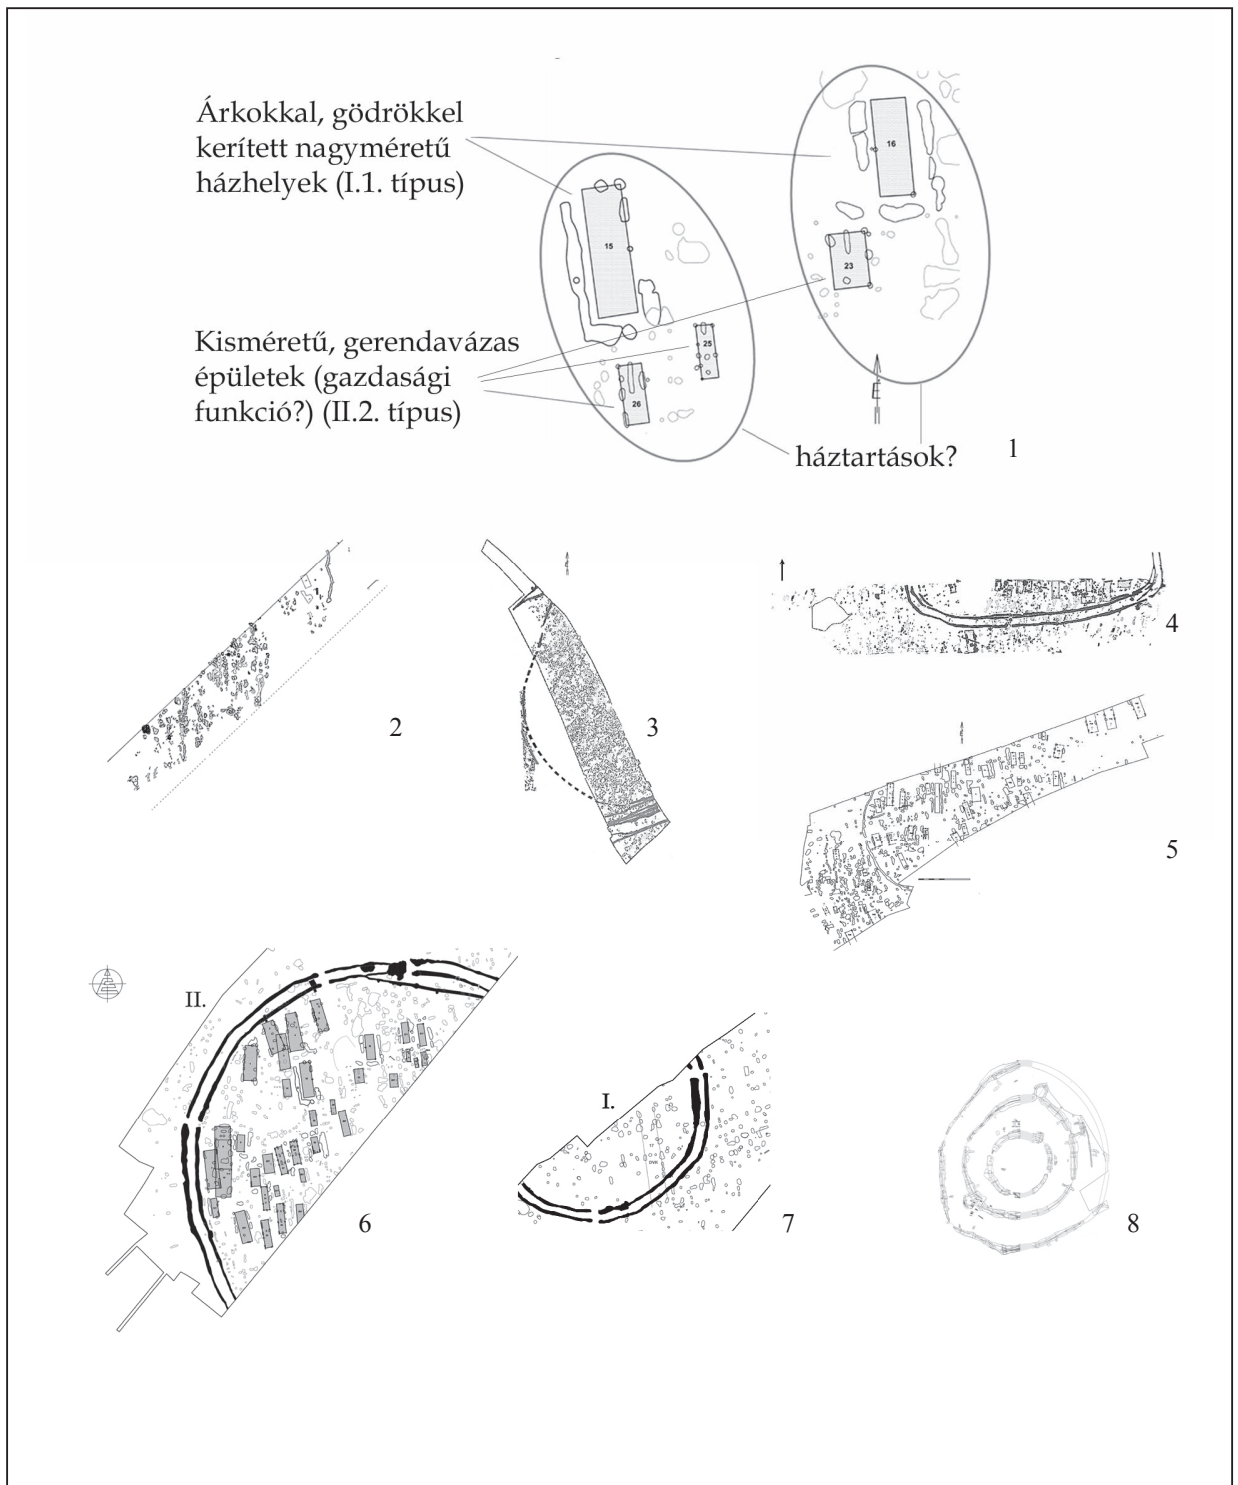 Árkokkal, gödrökkel
kerített nagyméretű
házhelyek (I.1. típus)
16
15
23
Kisméretű, gerendavázas
épületek (gazdasági
funkció?) (II.2. típus)
25
26
É
háztartások?
1
2
3
4
5
II.
6
I.
DVK
7
8